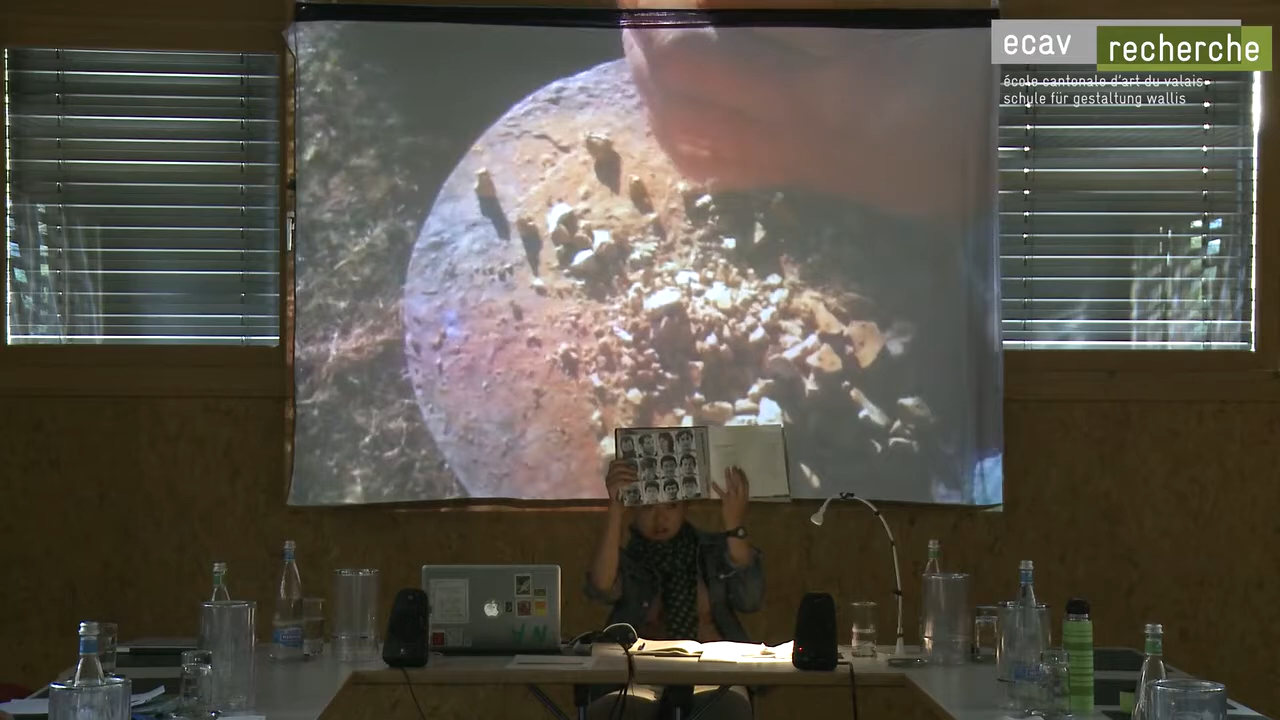 ecav
recherche
école cantonale d'art du valais
schule für gestaltung wallis